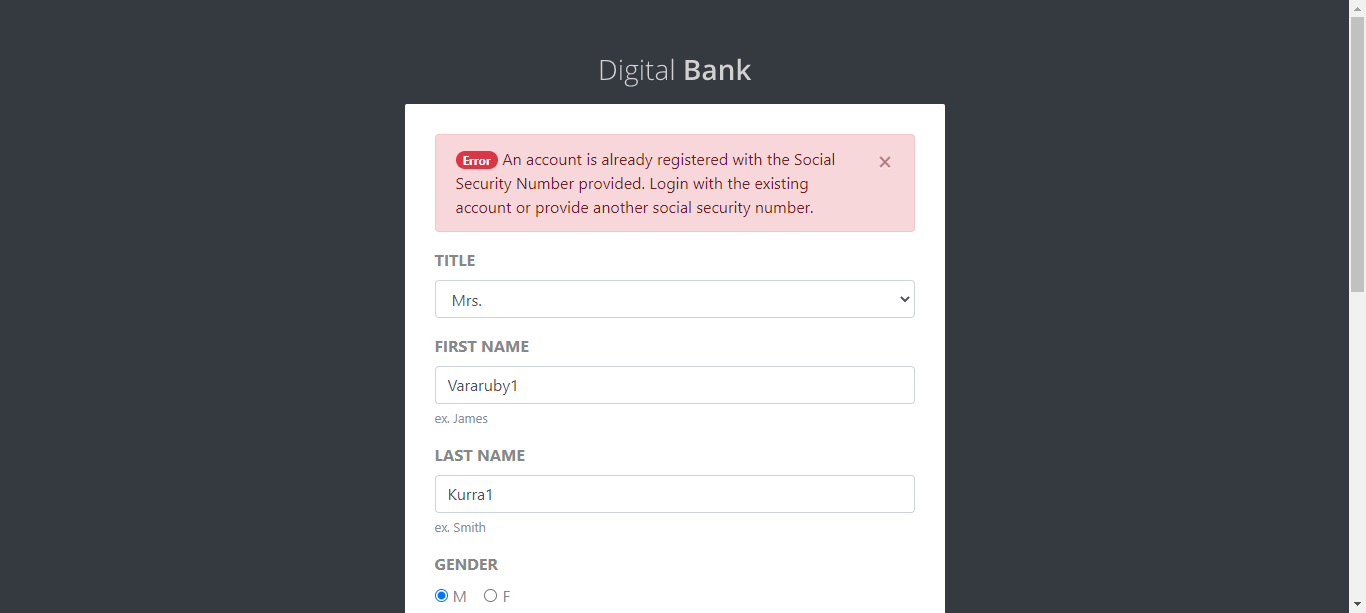 Digital Bank
Error An account is already registered with the Social
Security Number provided. Login with the existing
account or provide another social security number.
×
TITLE
Mrs.
FIRST NAME
Vararuby1
ex. James
LAST NAME
Kurra1
ex. Smith
GENDER
M F